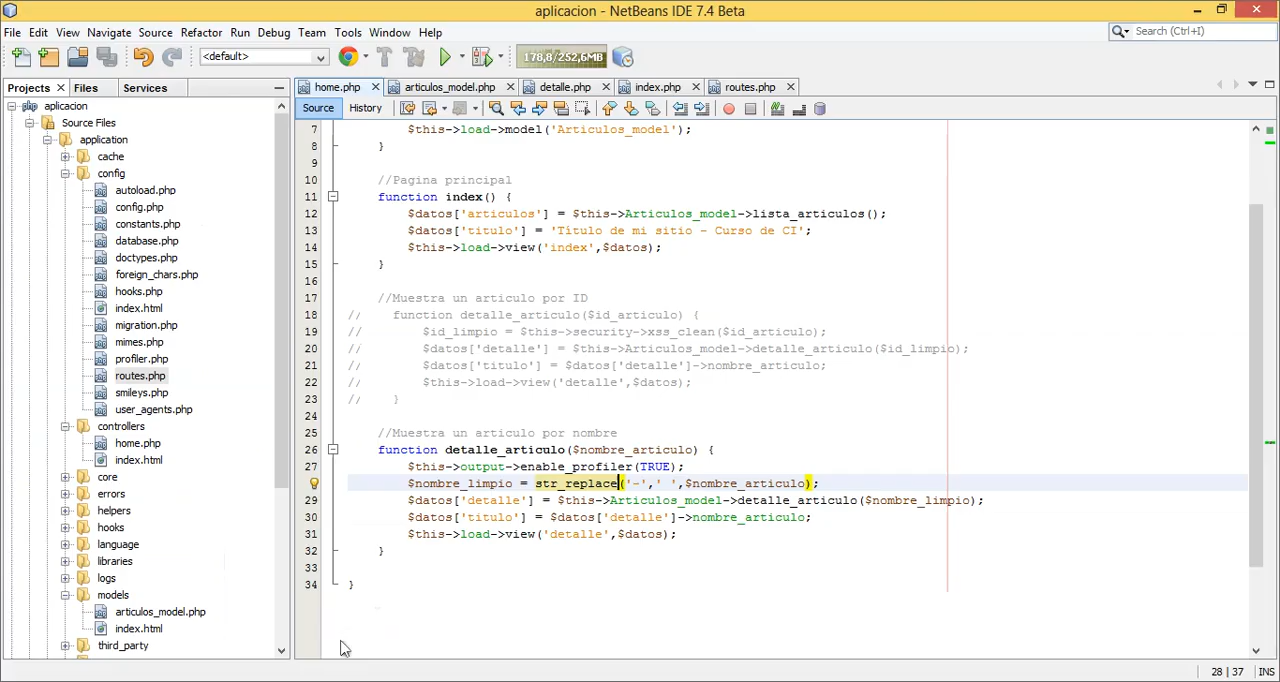 aplicacion - NetBeans IDE 7.4 Beta
File Edit View Navigate Source Refactor Run Debug Team Tools Window Help
Search (Ctrl+I)
<default>
178,8/252,6MB
Projects Files Services
home.php articulos_model.php detalle.php index.php routes.php
Source History
aplicacion
Source Files
application
cache
config
autoload.php
config.php
constants.php
database.php
doctypes.php
foreign_chars.php
hooks.php
index.html
migration.php
mimes.php
profiler.php
routes.php
smileys.php
user_agents.php
controllers
home.php
index.html
core
errors
helpers
hooks
language
libraries
logs
models
articulos_model.php
index.html
third_party
7 $this->load->model('Articulos_model');
8 }
9
10 //Pagina principal
11 function index() {
12 $datos['articulos'] = $this->Articulos_model->lista_articulos();
13 $datos['titulo'] = 'Título de mi sitio - Curso de CI';
14 $this->load->view('index',$datos);
15 }
16
17 //Muestra un articulo por ID
18 // function detalle_articulo($id_articulo) {
19 // $id_limpio = $this->security->xss_clean($id_articulo);
20 // $datos['detalle'] = $this->Articulos_model->detalle_articulo($id_limpio);
21 // $datos['titulo'] = $datos['detalle']->nombre_articulo;
22 // $this->load->view('detalle',$datos);
23 // }
24
25 //Muestra un articulo por nombre
26 function detalle_articulo($nombre_articulo) {
27 $this->output->enable_profiler(TRUE);
$nombre_limpio = str_replace('-',' ',$nombre_articulo);
29 $datos['detalle'] = $this->Articulos_model->detalle_articulo($nombre_limpio);
30 $datos['titulo'] = $datos['detalle']->nombre_articulo;
31 $this->load->view('detalle',$datos);
32 }
33
34 }
28 | 37 INS